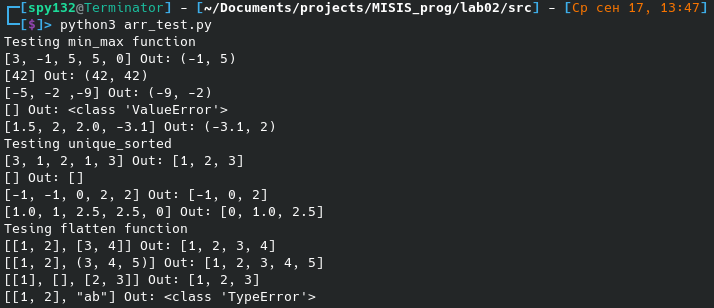 ┌─[spy132@Terminator] – [~/Documents/projects/MISIS_prog/lab02/src] – [Ср сен 17, 13:47]
└─[$]> python3 arr_test.py
Testing min_max function
[3, -1, 5, 5, 0] Out: (-1, 5)
[42] Out: (42, 42)
[-5, -2 ,-9] Out: (-9, -2)
[] Out: <class 'ValueError'>
[1.5, 2, 2.0, -3.1] Out: (-3.1, 2)
Testing unique_sorted
[3, 1, 2, 1, 3] Out: [1, 2, 3]
[] Out: []
[-1, -1, 0, 2, 2] Out: [-1, 0, 2]
[1.0, 1, 2.5, 2.5, 0] Out: [0, 1.0, 2.5]
Tesing flatten function
[[1, 2], [3, 4]] Out: [1, 2, 3, 4]
[[1, 2], (3, 4, 5)] Out: [1, 2, 3, 4, 5]
[[1], [], [2, 3]] Out: [1, 2, 3]
[[1, 2], "ab"] Out: <class 'TypeError'>